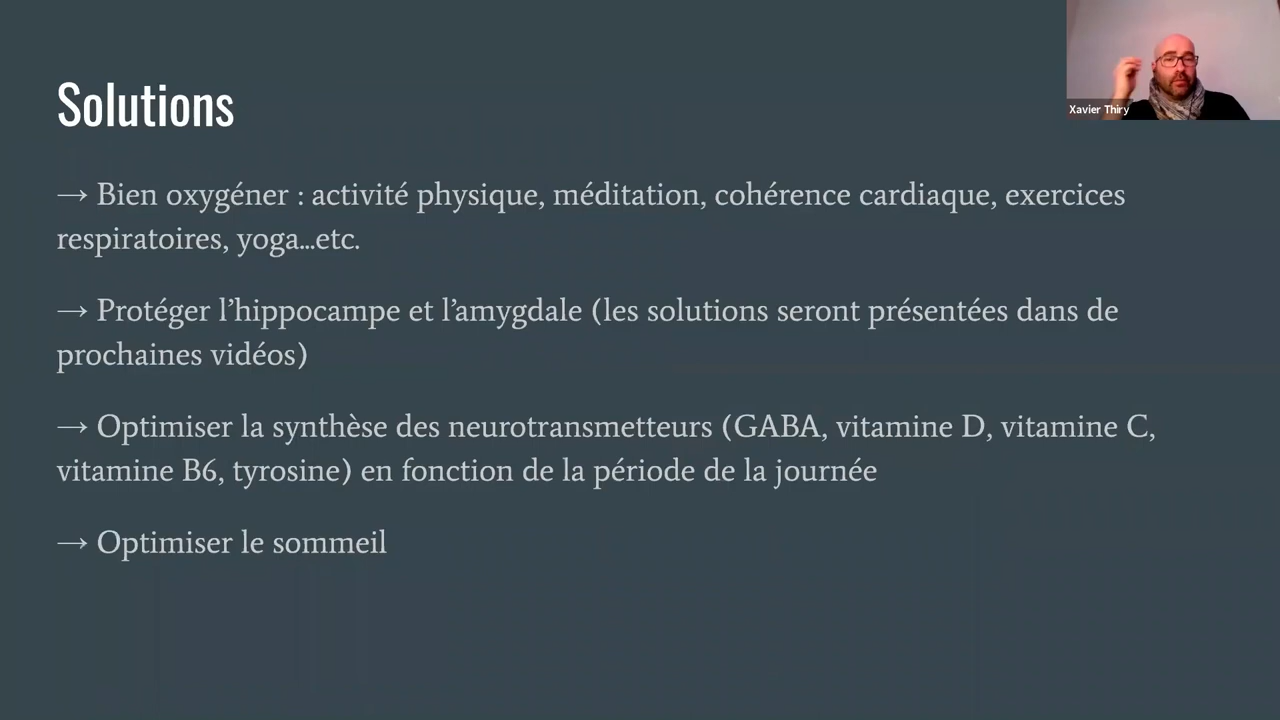 Solutions
Xavier Thiry
→ Bien oxygéner : activité physique, méditation, cohérence cardiaque, exercices
respiratoires, yoga...etc.
→ Protéger l’hippocampe et l’amygdale (les solutions seront présentées dans de
prochaines vidéos)
→ Optimiser la synthèse des neurotransmetteurs (GABA, vitamine D, vitamine C,
vitamine B6, tyrosine) en fonction de la période de la journée
→ Optimiser le sommeil